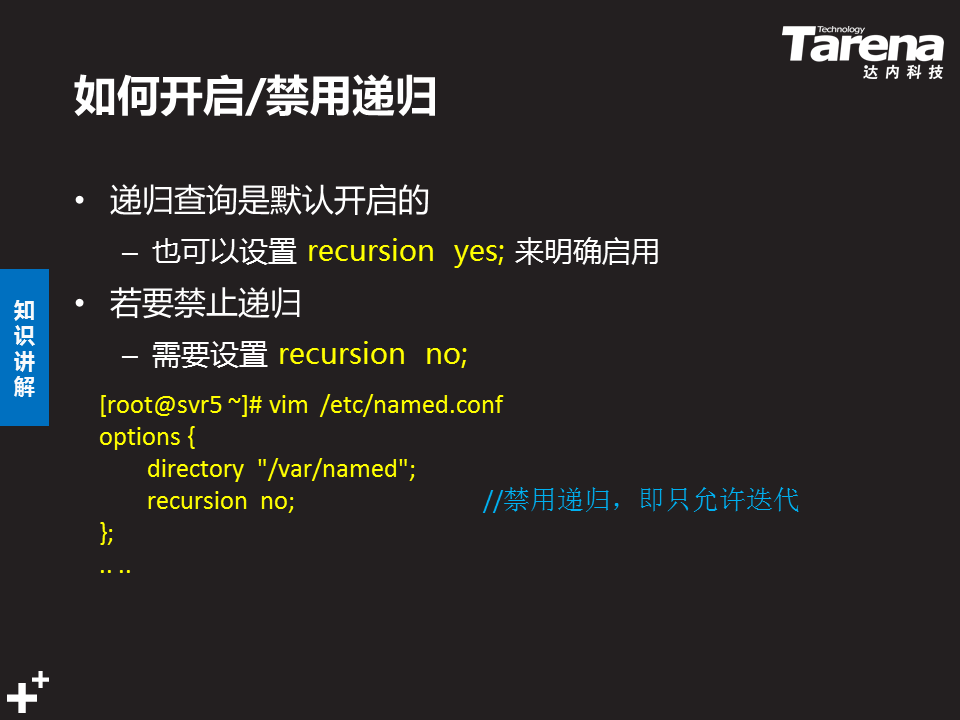 Technology
Tarena
达内科技
如何开启/禁用递归
• 递归查询是默认开启的
– 也可以设置 recursion yes; 来明确启用
• 若要禁止递归
– 需要设置 recursion no;
知识讲解
[root@svr5 ~]# vim /etc/named.conf
options {
directory "/var/named";
recursion no; //禁用递归，即只允许迭代
};
.. ..